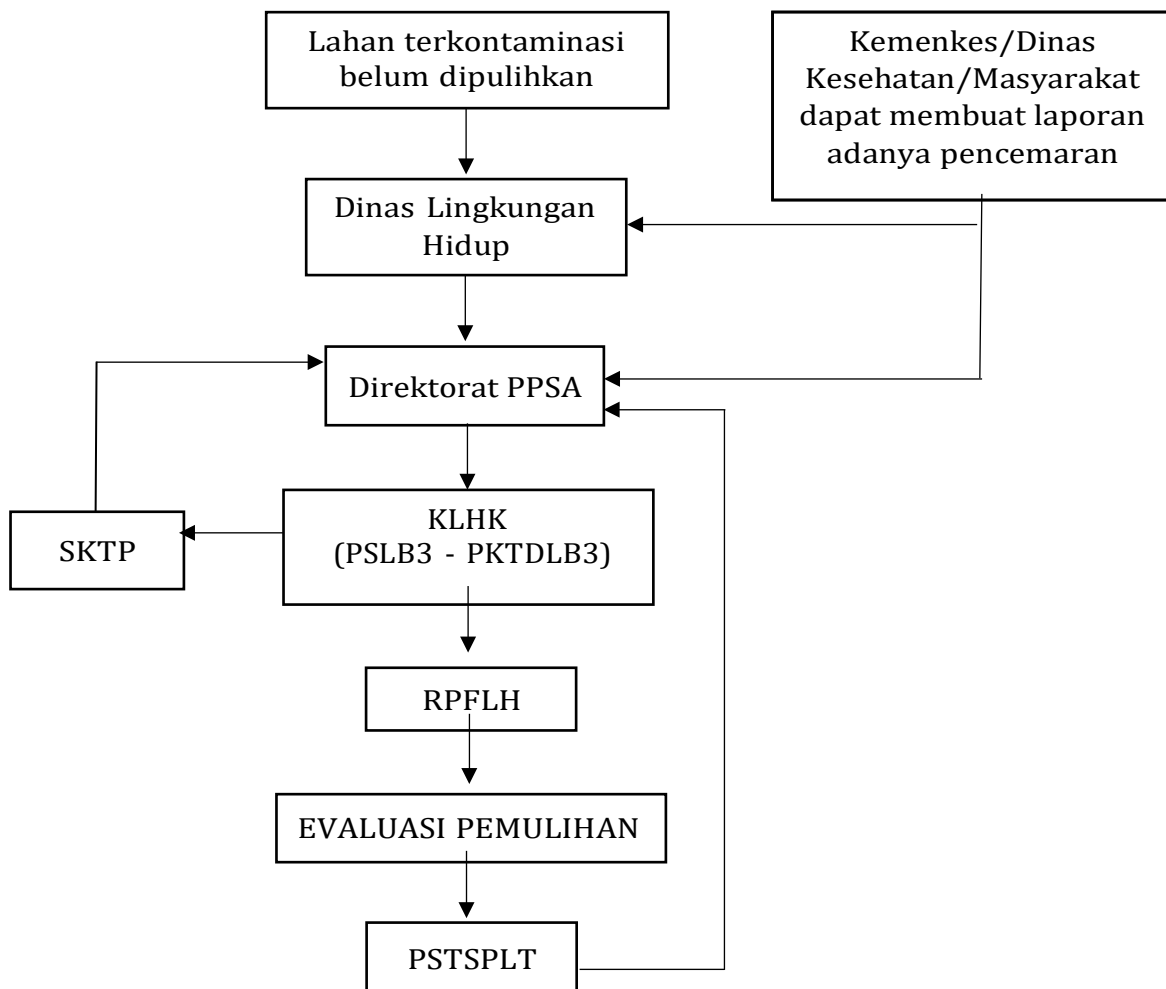 Lahan terkontaminasi
belum dipulihkan
Kemenkes/Dinas
Kesehatan/Masyarakat
dapat membuat laporan
adanya pencemaran
Dinas Lingkungan
Hidup
Direktorat PPSA
KLHK
(PSLB3 - PKTDLB3)
SKTP
RPFLH
EVALUASI PEMULIHAN
PSTSPLT